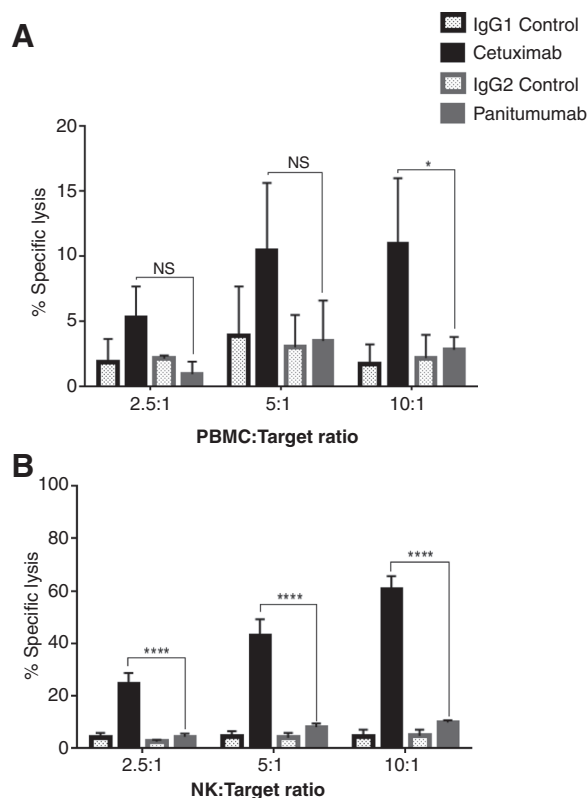 A
IgG1 Control
Cetuximab
IgG2 Control
Panitumumab
% Specific lysis
20
15
10
5
0
NS
NS
*
2.5:1
5:1
10:1
PBMC:Target ratio
B
% Specific lysis
100
80
60
40
20
0
****
****
****
2.5:1
5:1
10:1
NK:Target ratio